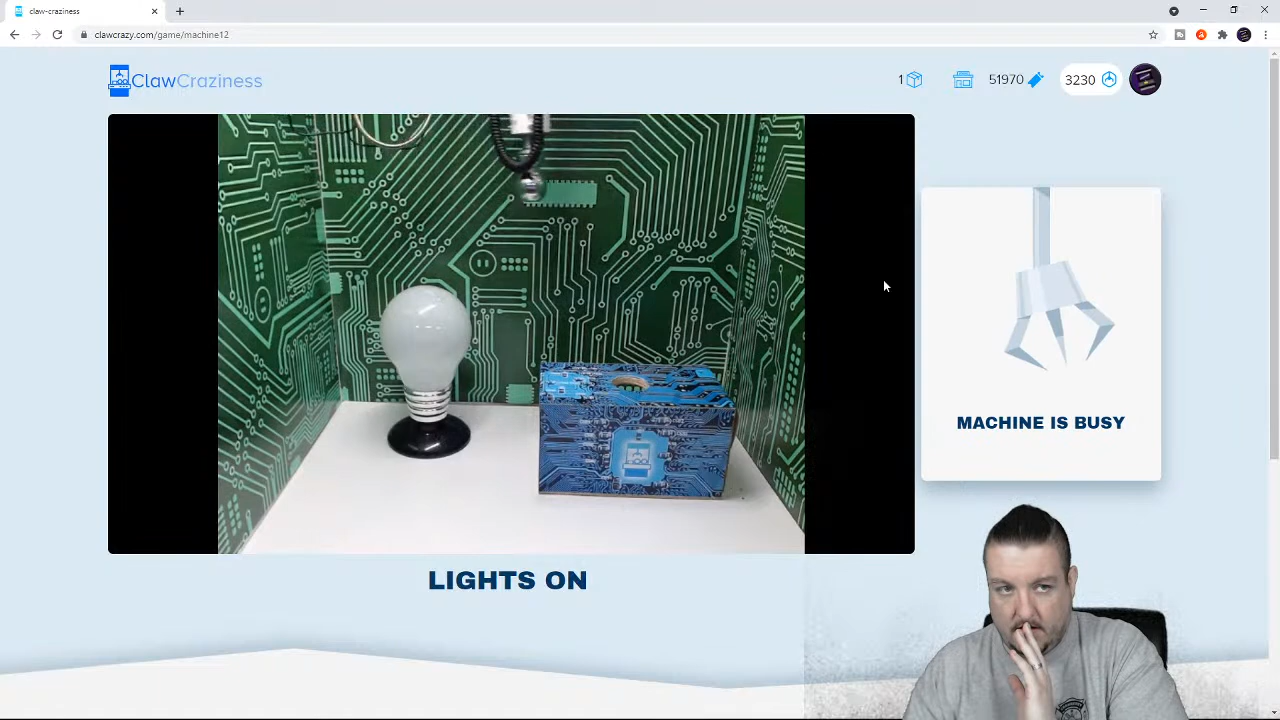 claw-craziness
clawcrazy.com/game/machine12
ClawCraziness
1
51970
3230
MACHINE IS BUSY
LIGHTS ON